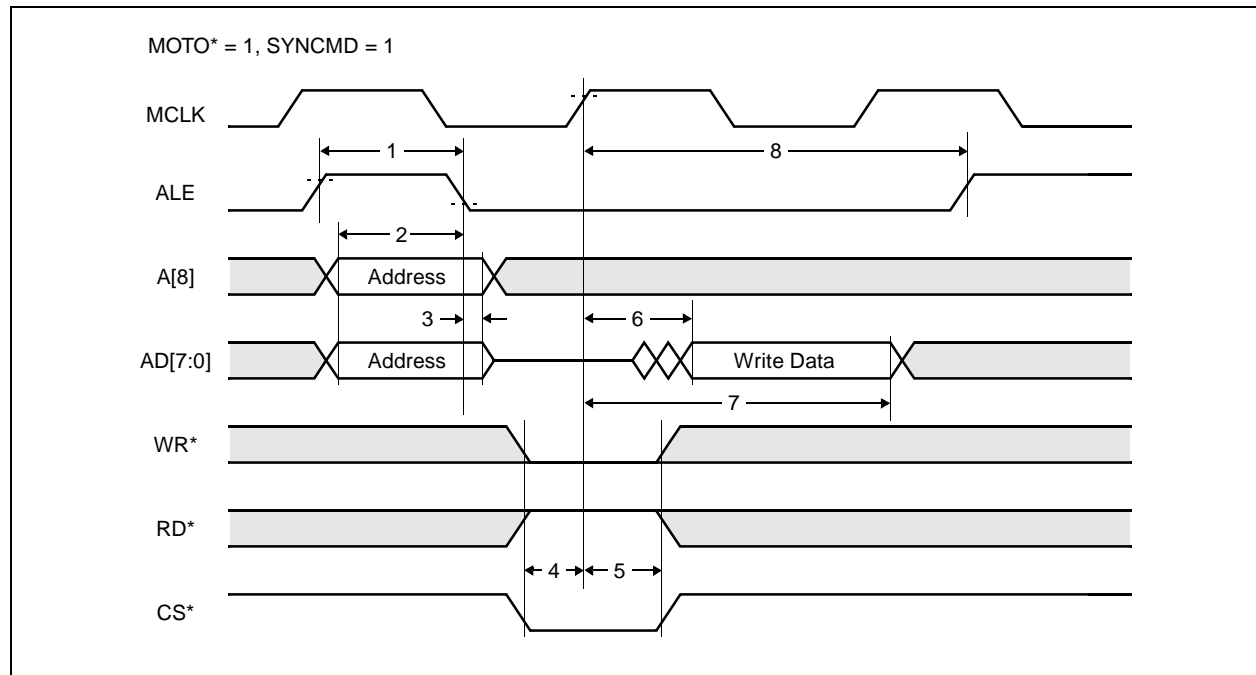 MOTO* = 1, SYNCMD = 1
MCLK
1
8
ALE
2
A[8]
Address
3
6
AD[7:0]
Address
Write Data
7
WR*
RD*
4
5
CS*